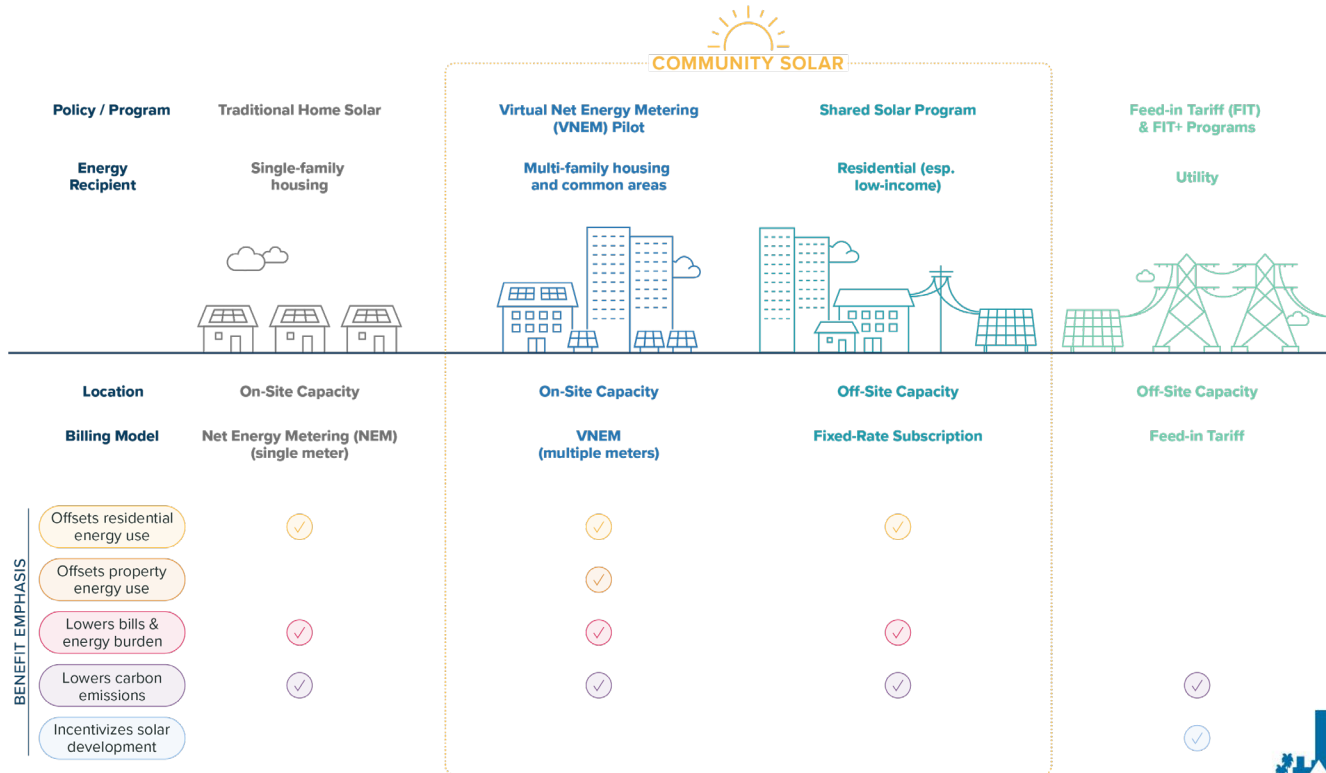 COMMUNITY SOLAR
Policy / Program
Traditional Home Solar
Virtual Net Energy Metering
(VNEM) Pilot
Shared Solar Program
Feed-in Tariff (FIT)
& FIT+ Programs
Energy
Recipient
Single-family
housing
Multi-family housing
and common areas
Residential (esp.
low-income)
Utility
Location
On-Site Capacity
On-Site Capacity
Off-Site Capacity
Off-Site Capacity
Billing Model
Net Energy Metering (NEM)
(single meter)
VNEM
(multiple meters)
Fixed-Rate Subscription
Feed-in Tariff
BENEFIT EMPHASIS
Offsets residential
energy use
Offsets property
energy use
Lowers bills &
energy burden
Lowers carbon
emissions
Incentivizes solar
development